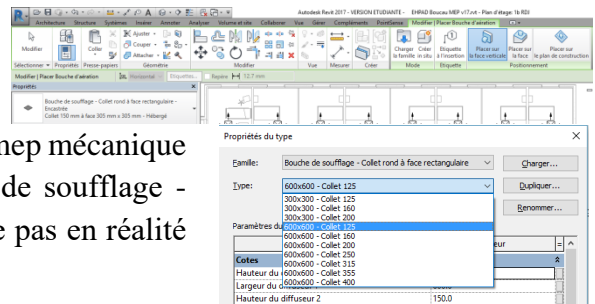 Autodesk Revit 2017 - VERSION ETUDIANTE - EHPAD Bouceau MEP v17.rvt - Plan d'étage: 1b RDJ
Architecture Structure Systèmes Insérer Annoter Analyser Volume et site Collaborer Vue Gérer Compléments PointSense Modifier | Placer Bouche d'aération
Modifier
Coller
Ajuster
Couper
Attacher
Charger la famille
Créer in situ
Etiquette à l'insertion
Placer sur la face verticale
Placer sur la face
Placer sur le plan de construction
Sélectionner Propriétés Presse-papiers Géométrie Modifier Vue Mesurer Créer Mode Etiquette Positionnement
Modifier | Placer Bouche d'aération Horizontal Etiquettes... Repère 12.7 mm
Propriétés
Bouche de soufflage - Collet rond à face rectangulaire - Encastrée
Collet 150 mm à face 305 mm x 305 mm - Hébergé
mep mécanique
de soufflage -
e pas en réalité
Propriétés du type
Famille: Bouche de soufflage - Collet rond à face rectangulaire Charger...
Type: 600x600 - Collet 125 Dupliquer...
300x300 - Collet 125
300x300 - Collet 160
300x300 - Collet 200
Renommer...
600x600 - Collet 125
Paramètres du
600x600 - Collet 160
600x600 - Collet 200
eur =
600x600 - Collet 250
Cotes
600x600 - Collet 315
Hauteur du
600x600 - Collet 355
600x600 - Collet 400
Largeur du
Hauteur du diffuseur 2 150.0